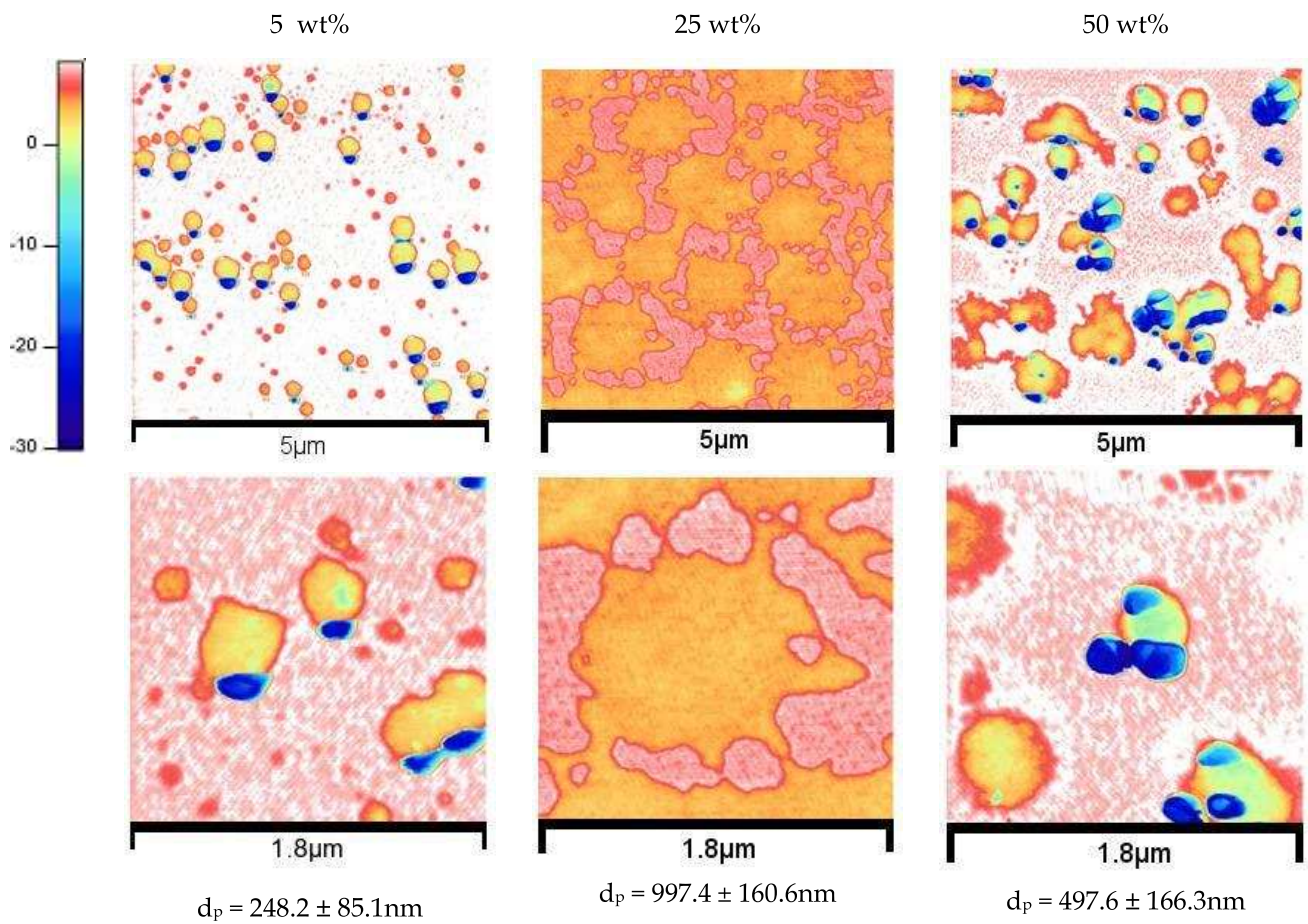 5 wt%
25 wt%
50 wt%
0
-10
-20
-30
5µm
5µm
5µm
1.8µm
1.8µm
1.8µm
dₚ = 248.2 ± 85.1nm
dₚ = 997.4 ± 160.6nm
dₚ = 497.6 ± 166.3nm